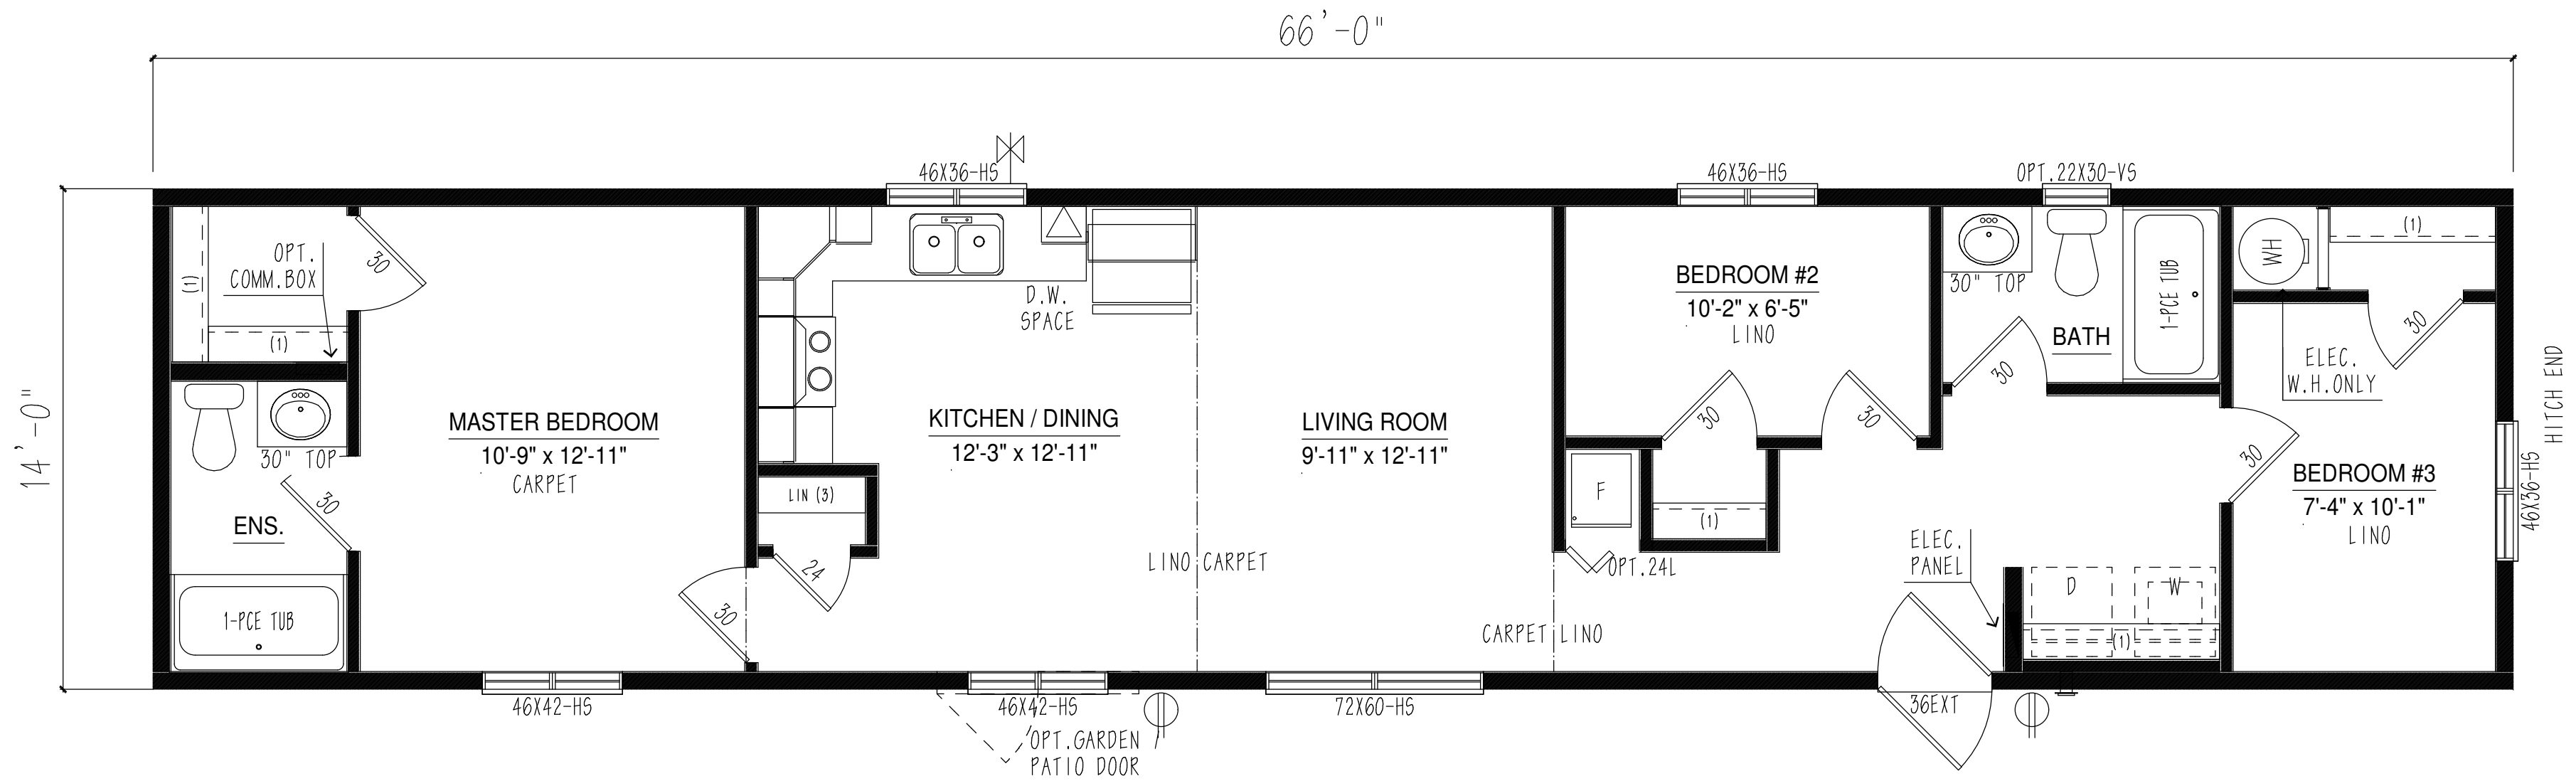 66'-0"
46X36-HS
46X36-HS
OPT.22X30-VS
14'-0"
(1)
OPT.
COMM.BOX
(1)
30
30" TOP
30
ENS.
1-PCE TUB
MASTER BEDROOM
10'-9" x 12'-11"
CARPET
30
46X42-HS
D.W.
SPACE
KITCHEN / DINING
12'-3" x 12'-11"
LIN (3)
24
LINO CARPET
46X42-HS
OPT.GARDEN
PATIO DOOR
LIVING ROOM
9'-11" x 12'-11"
CARPET LINO
72X60-HS
BEDROOM #2
10'-2" x 6'-5"
LINO
30
30
F
(1)
OPT.24L
30" TOP
BATH
30
1-PCE TUB
ELEC.
PANEL
D
W
(1)
36EXT
WH
(1)
ELEC.
W.H.ONLY
30
30
BEDROOM #3
7'-4" x 10'-1"
LINO
46X36-HS
HITCH END